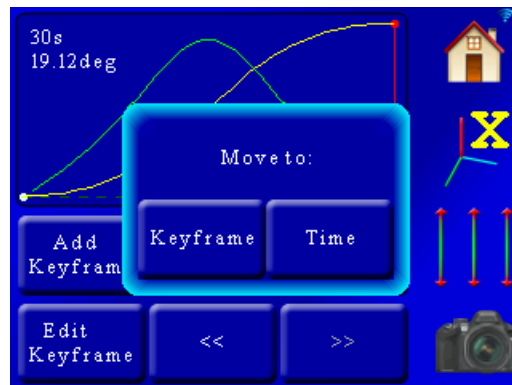 30s
19.12deg
X
Move to:
Keyframe
Time
Add
Keyfram
Edit
Keyframe
<<
>>